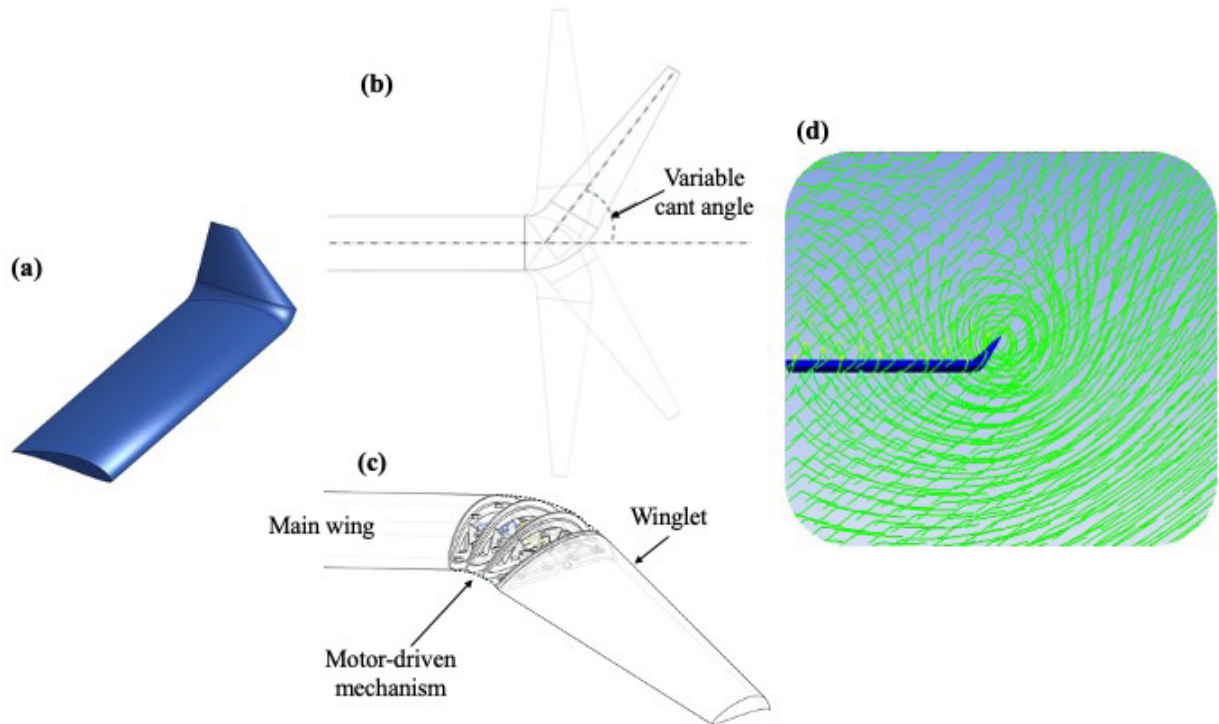 (a)
(b)
Variable
cant angle
(c)
Main wing
Winglet
Motor-driven
mechanism
(d)